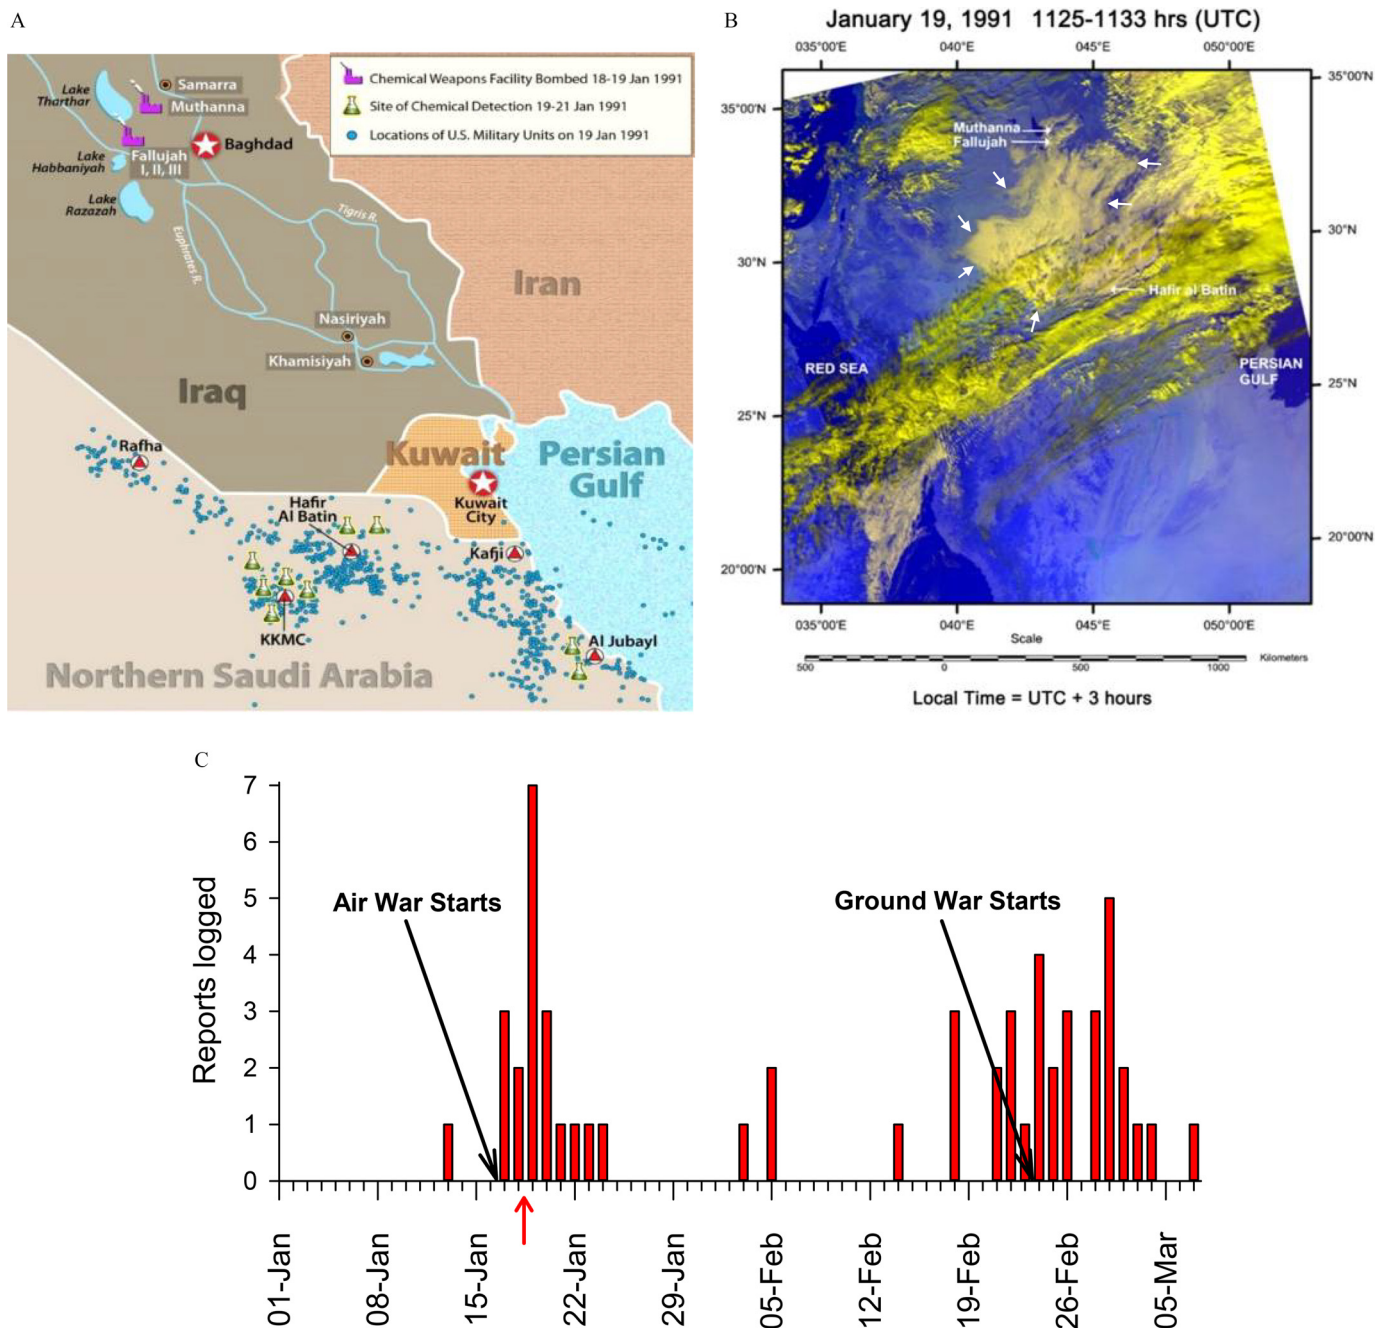 A
Chemical Weapons Facility Bombed 18-19 Jan 1991
Site of Chemical Detection 19-21 Jan 1991
Locations of U.S. Military Units on 19 Jan 1991
Lake
Tharthar
Samarra
Muthanna
Baghdad
Fallujah
I, II, III
Lake
Habbaniyah
Lake
Razazah
Tigris R.
Euphrates R.
Iran
Nasiriyah
Khamisiyah
Iraq
Kuwait
Persian
Gulf
Rafha
Kuwait
City
Hafir
Al Batin
Kafji
KKMC
Al Jubayl
Northern Saudi Arabia
B
January 19, 1991 1125-1133 hrs (UTC)
035°00'E 040°E 045°E 050°00'E
35°00'N
35°00'N
Muthanna
Fallujah
30°N
30°N
Hafir al Batin
RED SEA
PERSIAN
GULF
25°N
25°N
20°00'N
20°00'N
035°00'E 040°00'E 045°00'E 050°00'E
Scale
500 0 500 1000 Kilometers
Local Time = UTC + 3 hours
C
Reports logged
7
6
5
4
3
2
1
0
Air War Starts
Ground War Starts
01-Jan
08-Jan
15-Jan
22-Jan
29-Jan
05-Feb
12-Feb
19-Feb
26-Feb
05-Mar